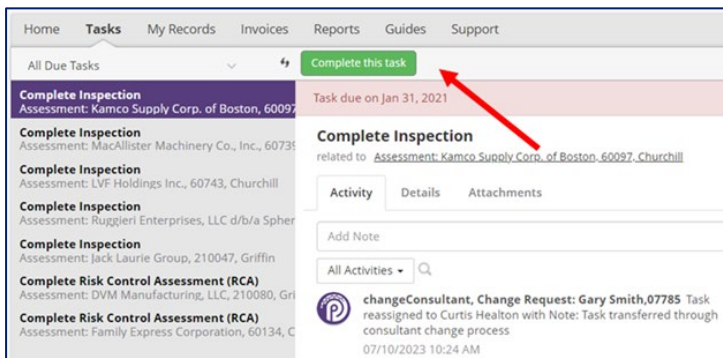 Home Tasks My Records Invoices Reports Guides Support
All Due Tasks
Complete this task
Complete Inspection
Assessment: Kamco Supply Corp. of Boston, 60097
Complete Inspection
Assessment: MacAllister Machinery Co., Inc., 60739
Complete Inspection
Assessment: LVF Holdings Inc., 60743, Churchill
Complete Inspection
Assessment: Ruggieri Enterprises, LLC d/b/a Spher
Complete Inspection
Assessment: Jack Laurie Group, 210047, Griffin
Complete Risk Control Assessment (RCA)
Assessment: DVM Manufacturing, LLC, 210080, Gri
Complete Risk Control Assessment (RCA)
Assessment: Family Express Corporation, 60134, C
Task due on Jan 31, 2021
Complete Inspection
related to Assessment: Kamco Supply Corp. of Boston, 60097, Churchill
Activity Details Attachments
Add Note
All Activities
changeConsultant, Change Request: Gary Smith,07785 Task
reassigned to Curtis Healton with Note: Task transferred through
consultant change process
07/10/2023 10:24 AM